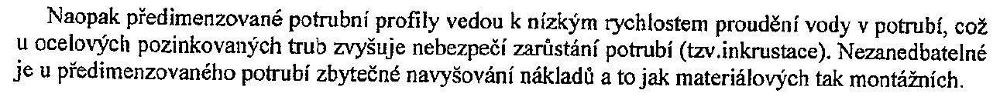 Naopak předimenzované potrubní profily vedou k nízkým rychlostem proudění vody v potrubí, což
u ocelových pozinkovaných trub zvyšuje nebezpečí zarůstání potrubí (tzv.inkrustace). Nezanedbatelné
je u předimenzovaného potrubí zbytečné navyšování nákladů a to jak materiálových tak montážních.